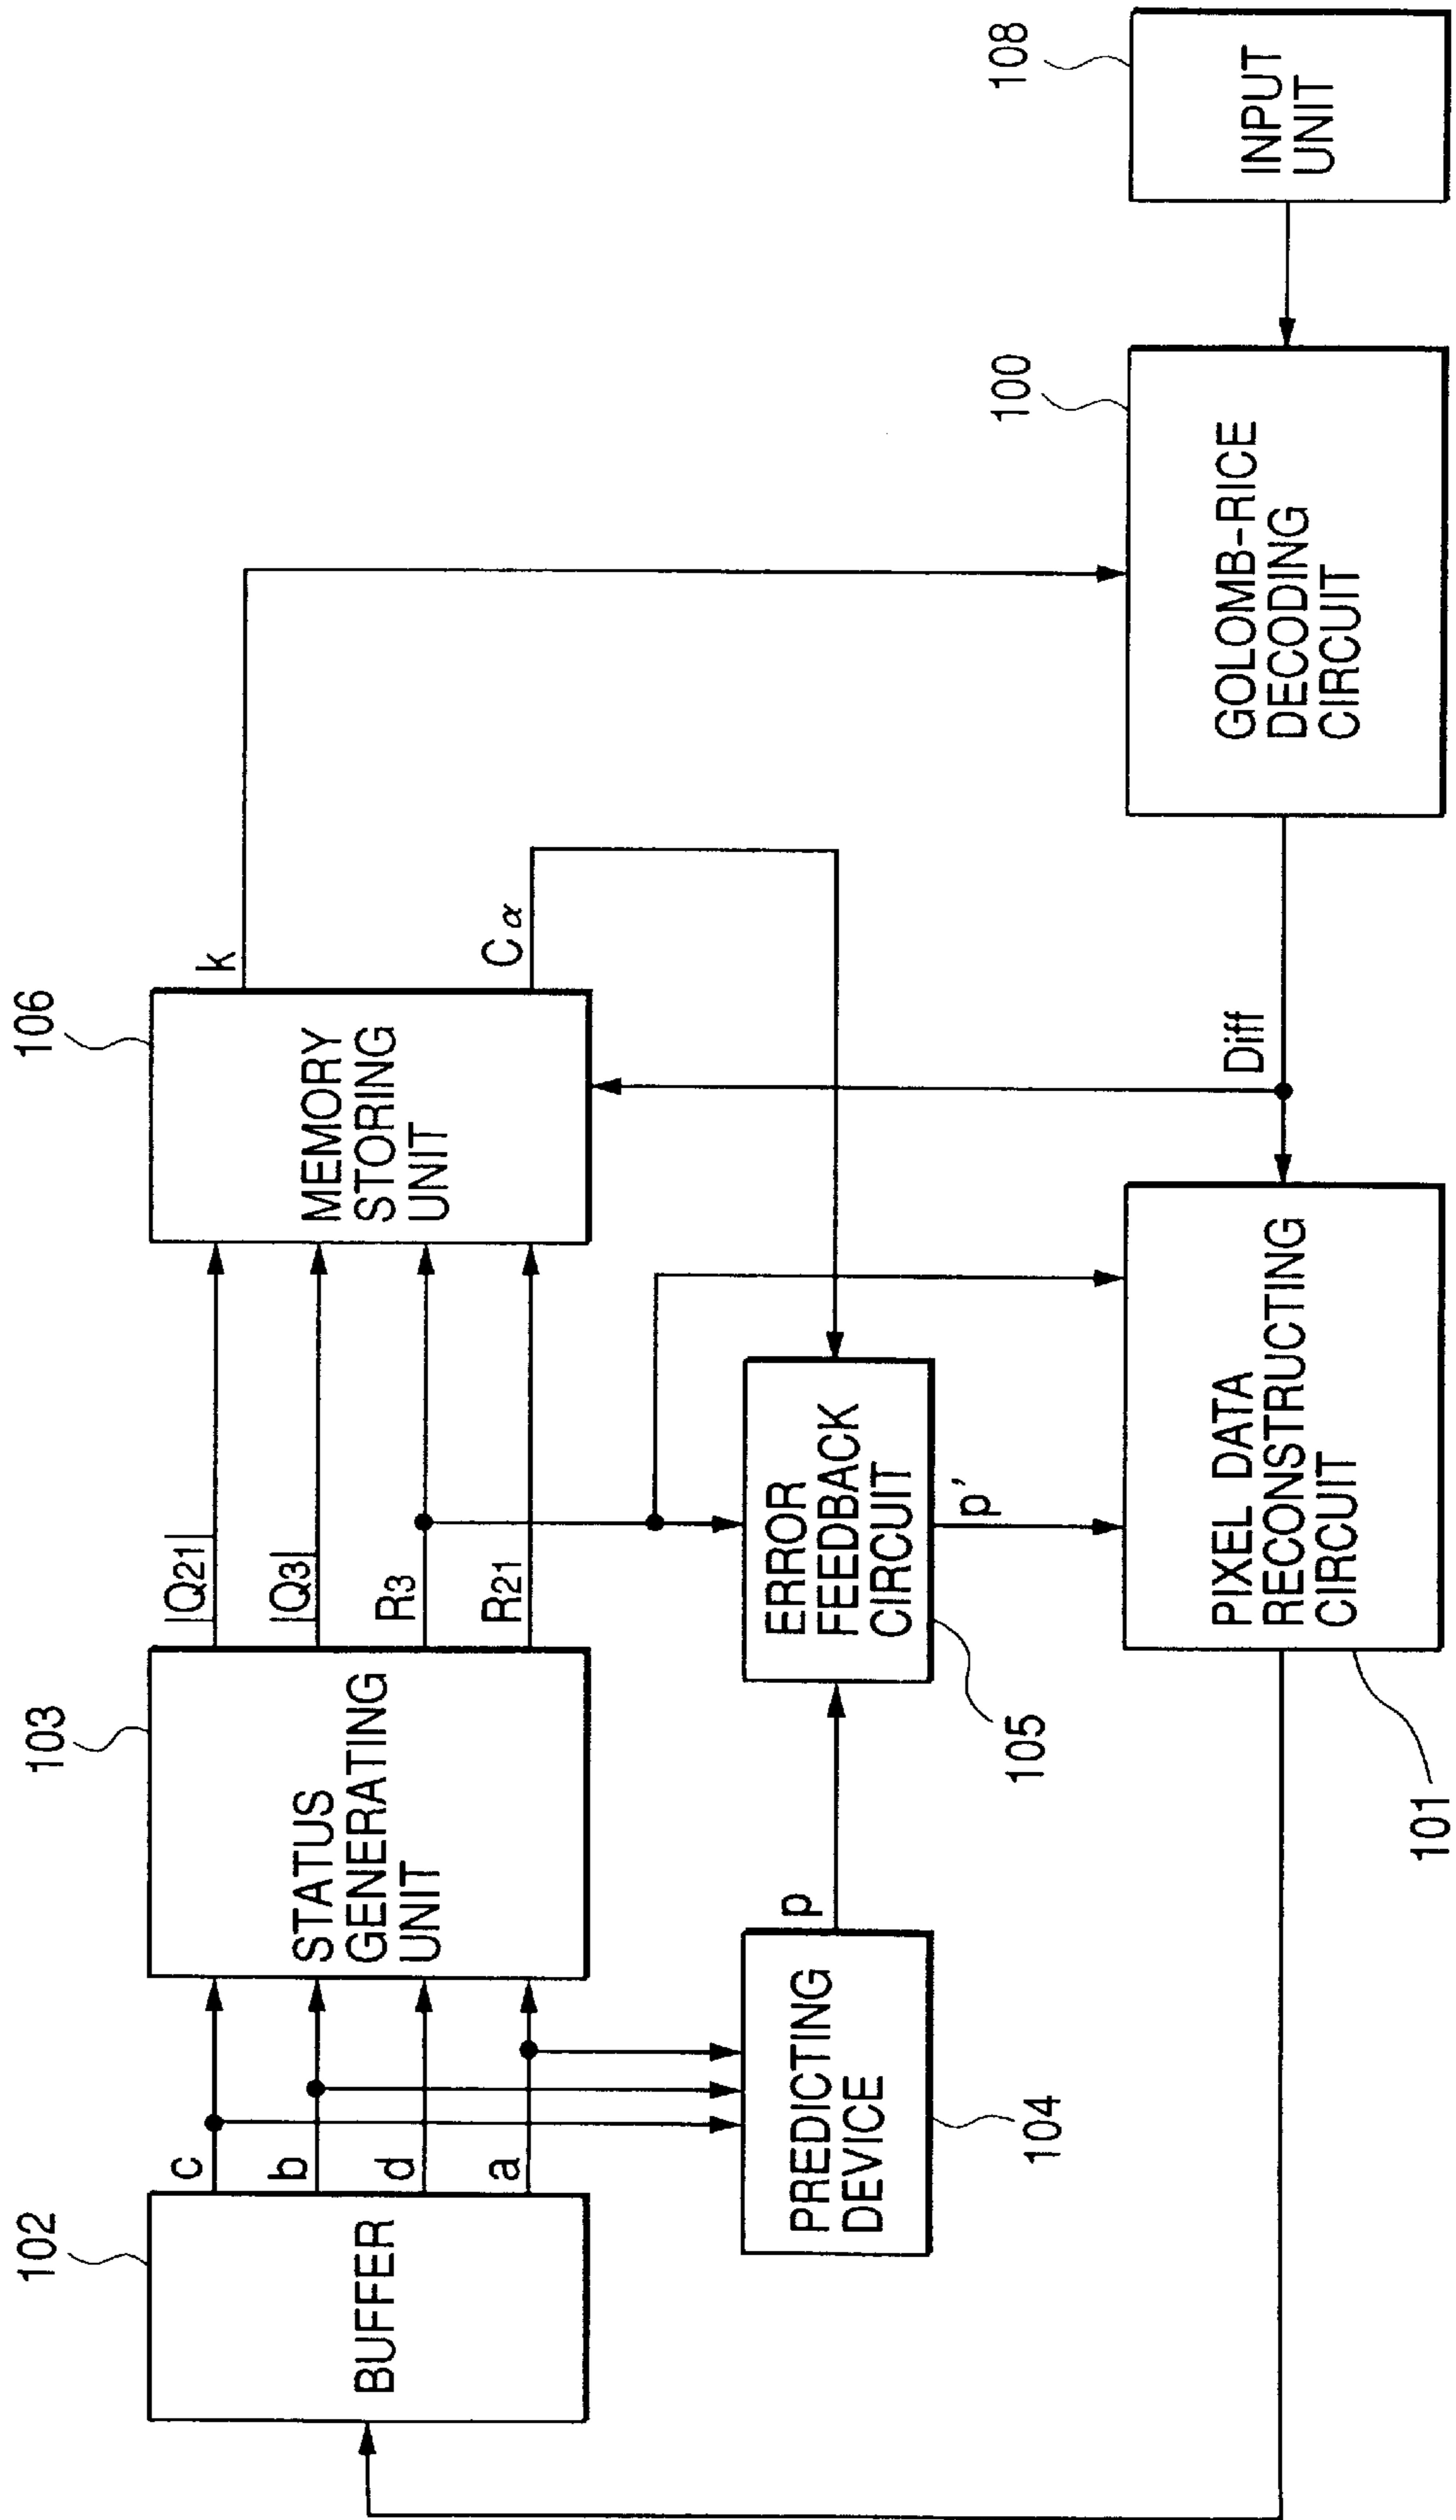 102
BUFFER
c
b
d
a
103
STATUS
GENERATING
UNIT
|Q21|
|Q3|
R3
R21
106
MEMORY
STORING
UNIT
k
Cα
PREDICTING
DEVICE
104
p
ERROR
FEEDBACK
CIRCUIT
105
p'
PIXEL DATA
RECONSTRUCTING
CIRCUIT
101
Diff
100
GOLOMB-RICE
DECODING
CIRCUIT
108
INPUT
UNIT